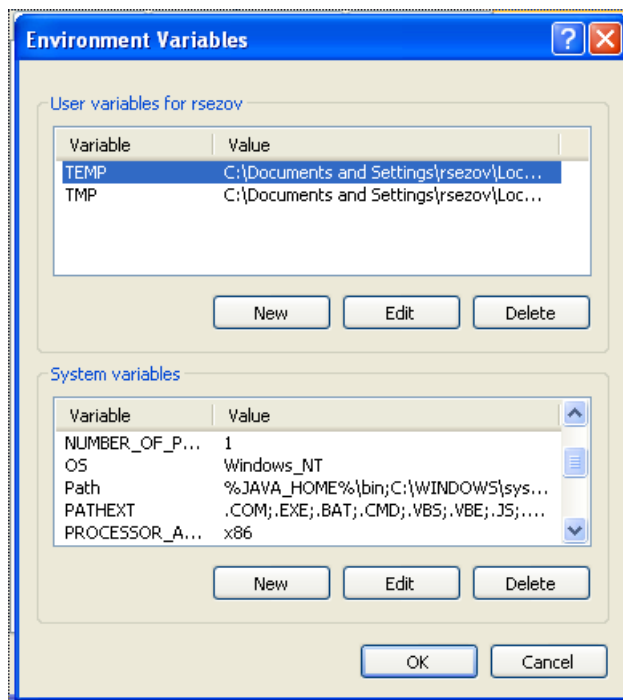 Environment Variables
User variables for rsezov
Variable Value
TEMP C:\Documents and Settings\rsezov\Loc...
TMP C:\Documents and Settings\rsezov\Loc...
New Edit Delete
System variables
Variable Value
NUMBER_OF_P... 1
OS Windows_NT
Path %JAVA_HOME%\bin;C:\WINDOWS\sys...
PATHEXT .COM;.EXE;.BAT;.CMD;.VBS;.VBE;.JS;....
PROCESSOR_A... x86
New Edit Delete
OK Cancel